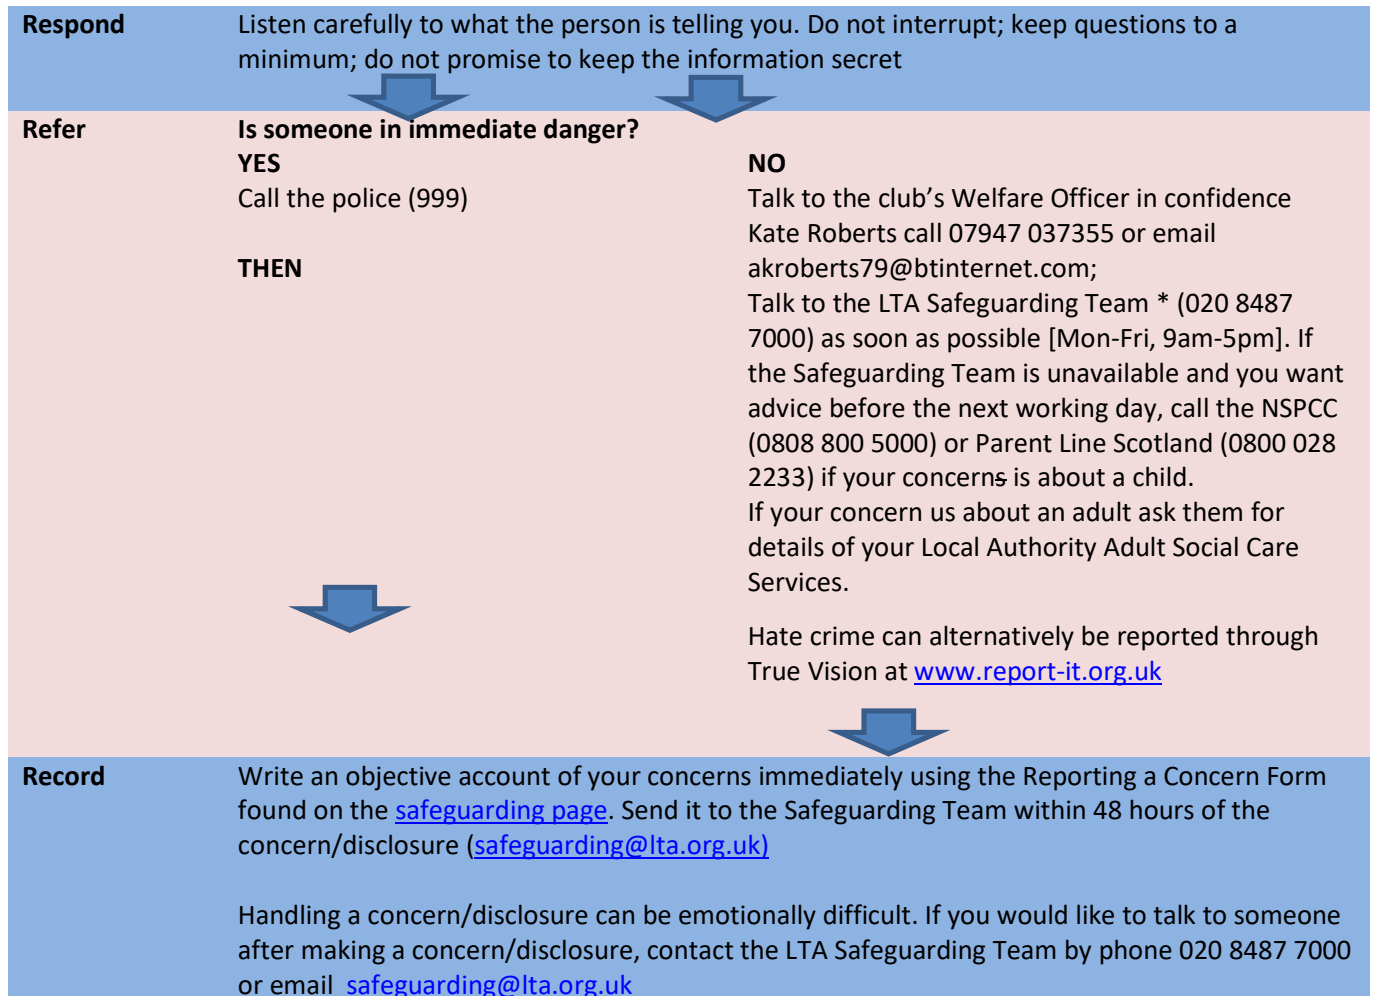 Respond
Listen carefully to what the person is telling you. Do not interrupt; keep questions to a
minimum; do not promise to keep the information secret
Refer
Is someone in immediate danger?
YES
Call the police (999)
THEN
NO
Talk to the club’s Welfare Officer in confidence
Kate Roberts call 07947 037355 or email
akroberts79@btinternet.com;
Talk to the LTA Safeguarding Team * (020 8487
7000) as soon as possible [Mon-Fri, 9am-5pm]. If
the Safeguarding Team is unavailable and you want
advice before the next working day, call the NSPCC
(0808 800 5000) or Parent Line Scotland (0800 028
2233) if your concerns is about a child.
If your concern us about an adult ask them for
details of your Local Authority Adult Social Care
Services.
Hate crime can alternatively be reported through
True Vision at www.report-it.org.uk
Record
Write an objective account of your concerns immediately using the Reporting a Concern Form
found on the safeguarding page. Send it to the Safeguarding Team within 48 hours of the
concern/disclosure (safeguarding@lta.org.uk)
Handling a concern/disclosure can be emotionally difficult. If you would like to talk to someone
after making a concern/disclosure, contact the LTA Safeguarding Team by phone 020 8487 7000
or email safeguarding@lta.org.uk